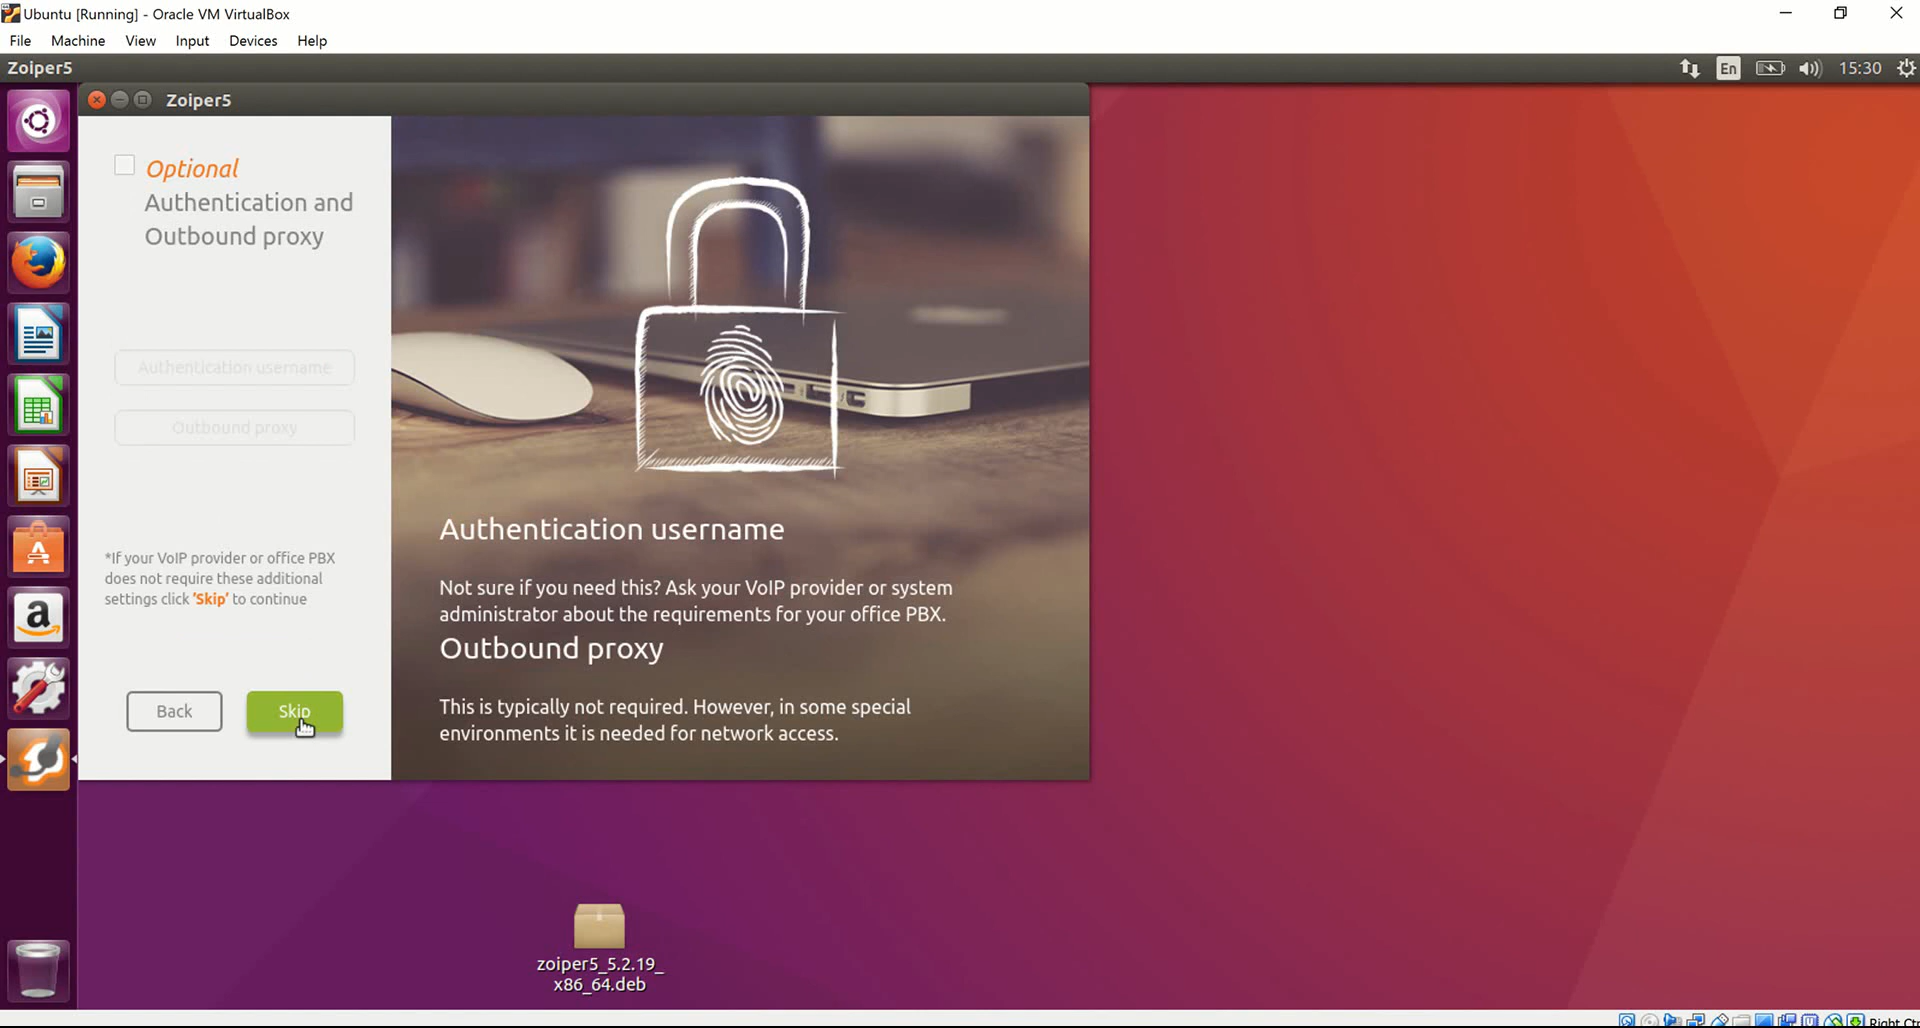 Ubuntu [Running] - Oracle VM VirtualBox
File Machine View Input Devices Help
Zoiper5
En
15:30
Zoiper5
Optional
Authentication and
Outbound proxy
Authentication username
Outbound proxy
*If your VoIP provider or office PBX
does not require these additional
settings click 'Skip' to continue
Back
Skip
Authentication username
Not sure if you need this? Ask your VoIP provider or system
administrator about the requirements for your office PBX.
Outbound proxy
This is typically not required. However, in some special
environments it is needed for network access.
zoiper5_5.2.19_
x86_64.deb
Right Ctr